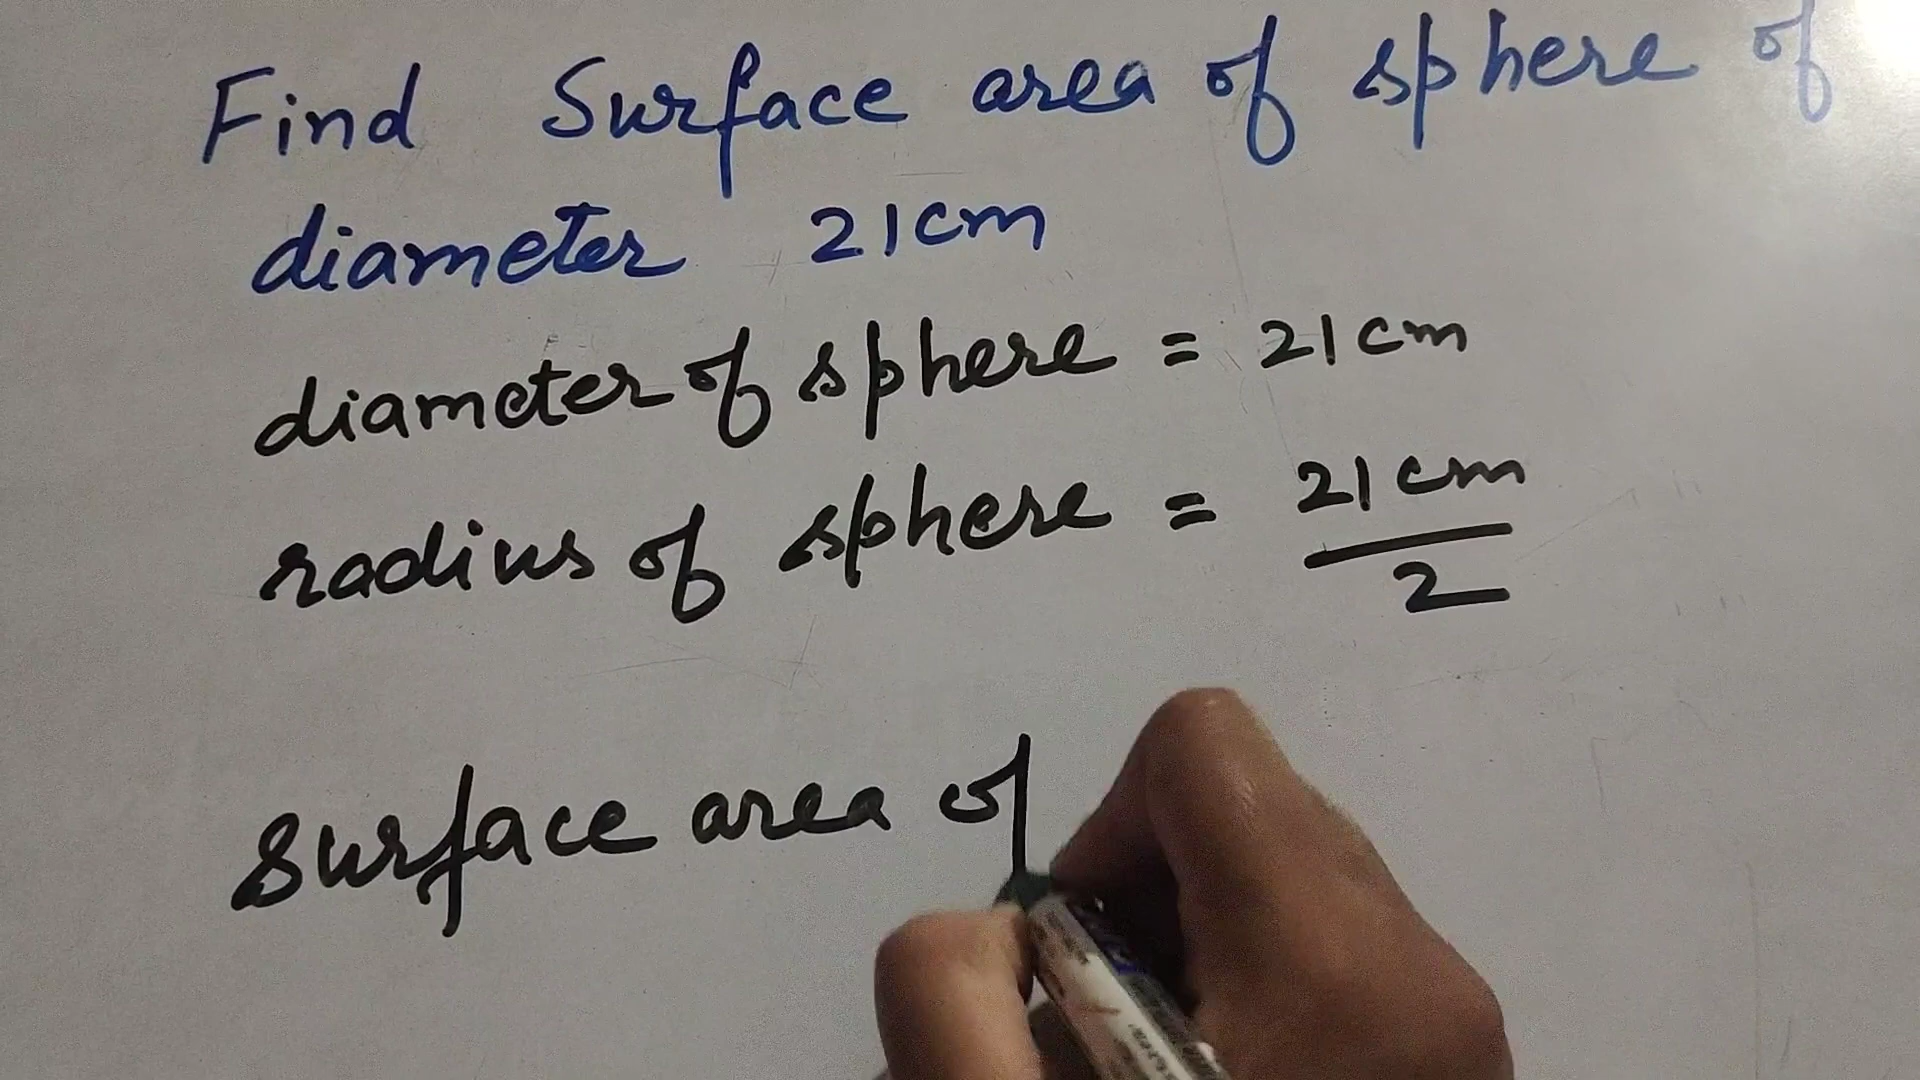 Find Surface area of sphere of
diameter 21cm
diameter of sphere = 21cm
radius of sphere = 21cm
2
surface area of